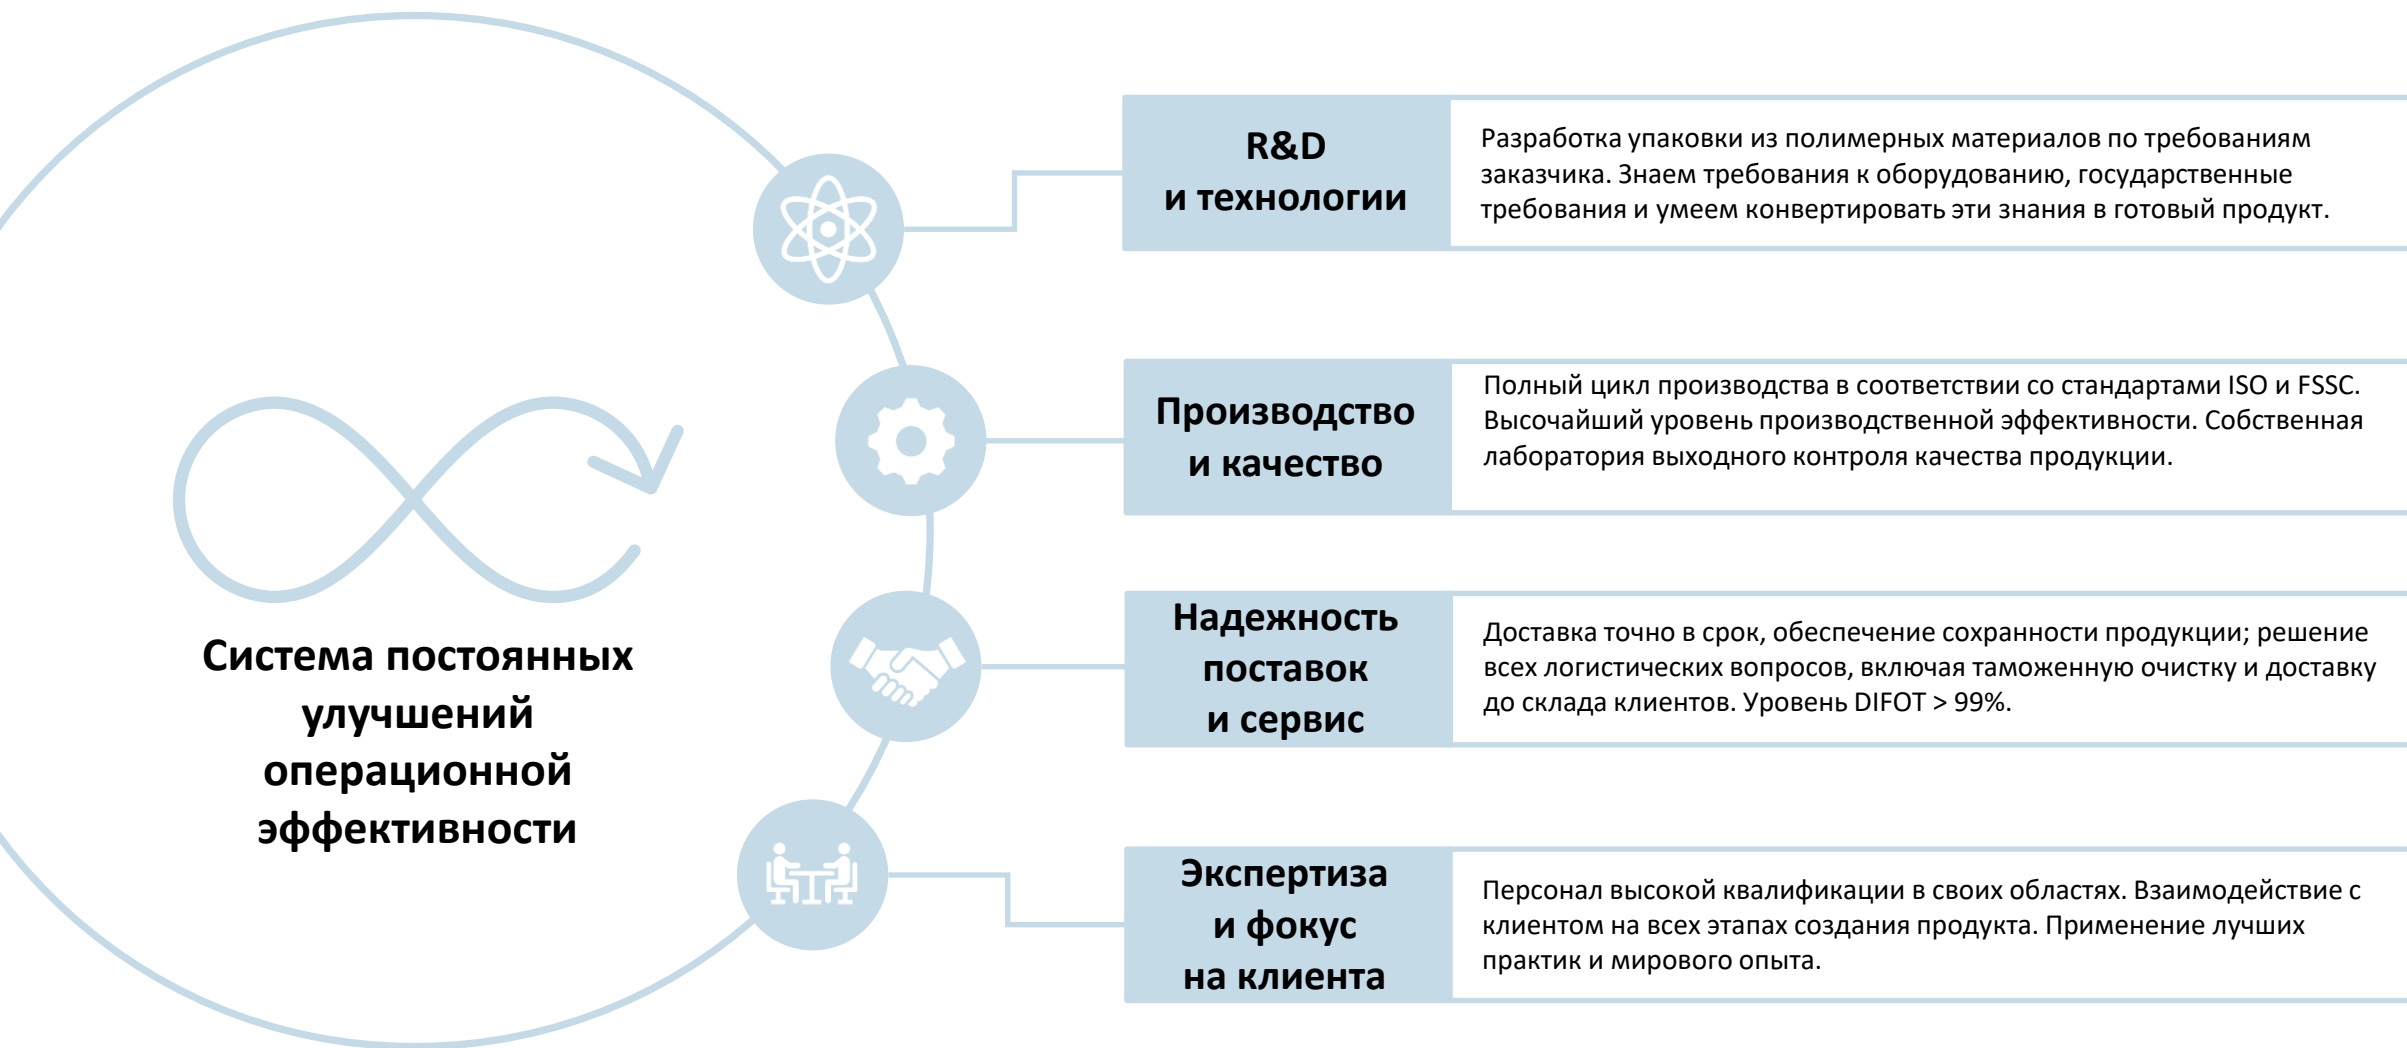 Система постоянных
улучшений
операционной
эффективности
R&D
и технологии
Разработка упаковки из полимерных материалов по требованиям
заказчика. Знаем требования к оборудованию, государственные
требования и умеем конвертировать эти знания в готовый продукт.
Производство
и качество
Полный цикл производства в соответствии со стандартами ISO и FSSC.
Высочайший уровень производственной эффективности. Собственная
лаборатория выходного контроля качества продукции.
Надежность
поставок
и сервис
Доставка точно в срок, обеспечение сохранности продукции; решение
всех логистических вопросов, включая таможенную очистку и доставку
до склада клиентов. Уровень DIFOT > 99%.
Экспертиза
и фокус
на клиента
Персонал высокой квалификации в своих областях. Взаимодействие с
клиентом на всех этапах создания продукта. Применение лучших
практик и мирового опыта.